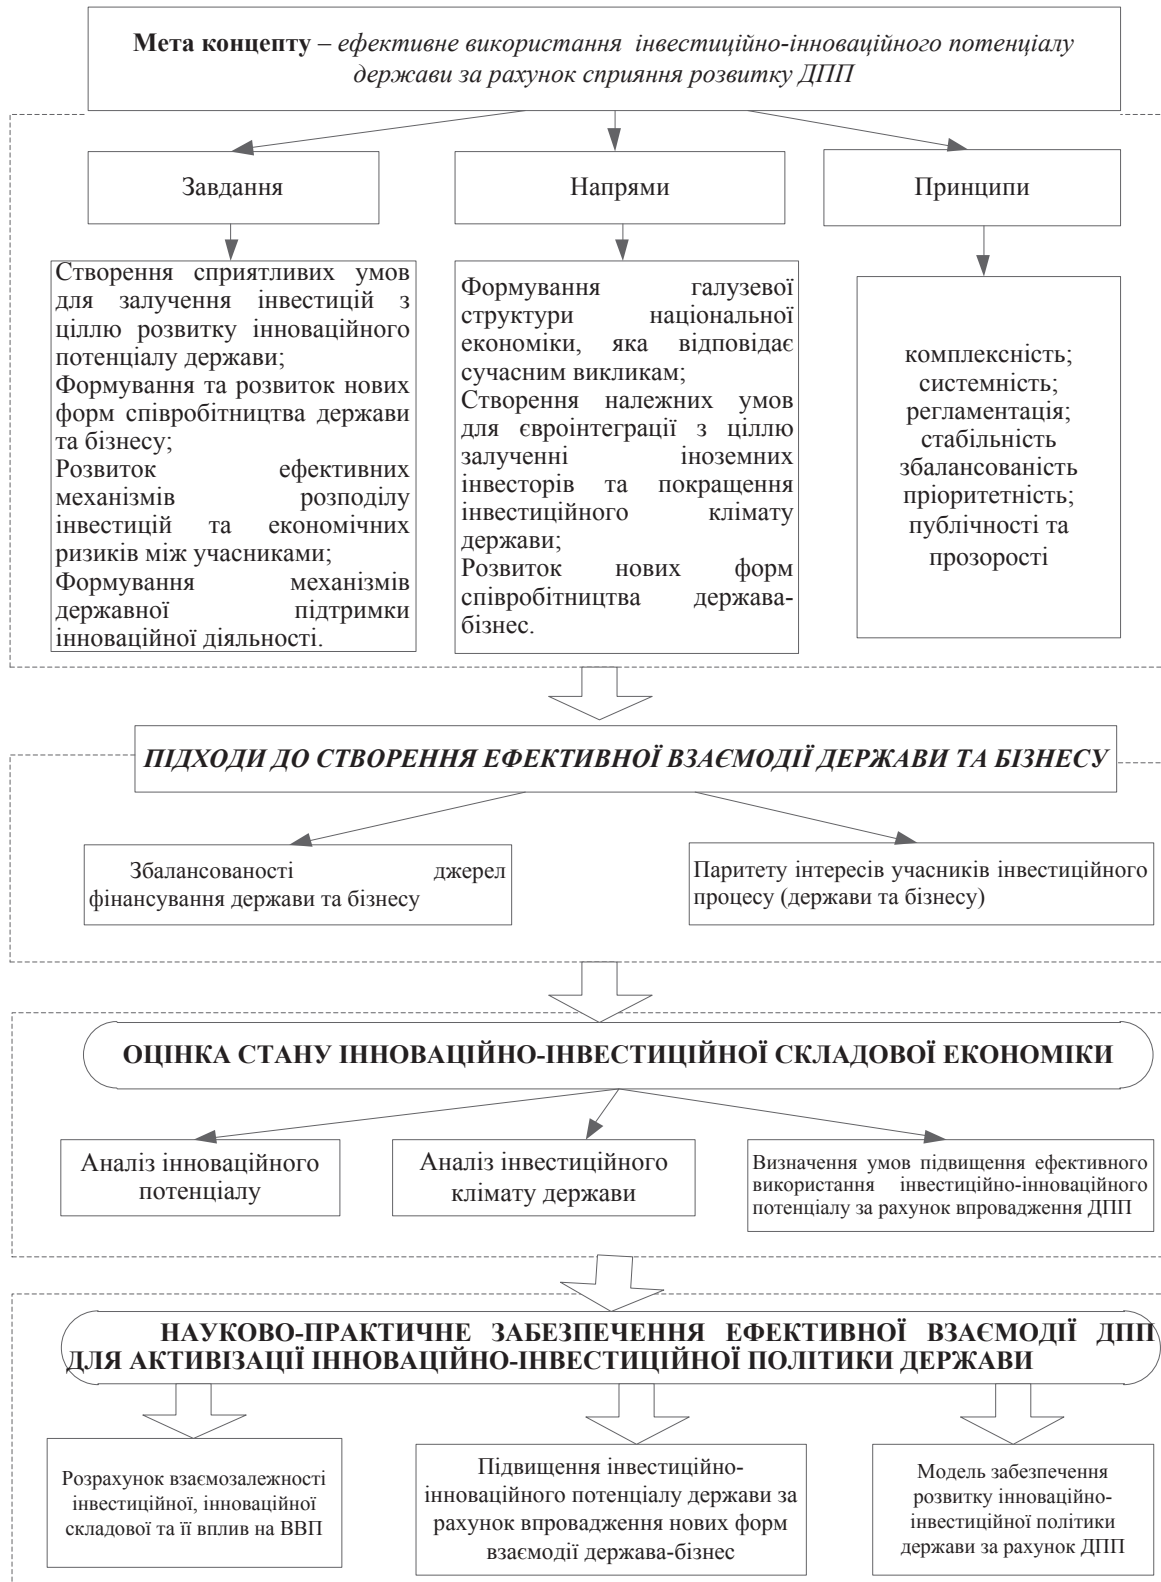 Мета концепту – ефективне використання інвестиційно-інноваційного потенціалу
держави за рахунок сприяння розвитку ДПП
Завдання
Напрями
Принципи
Створення сприятливих умов
для залучення інвестицій з
ціллю розвитку інноваційного
потенціалу держави;
Формування та розвиток нових
форм співробітництва держави
та бізнесу;
Розвиток ефективних
механізмів розподілу
інвестицій та економічних
ризиків між учасниками;
Формування механізмів
державної підтримки
інноваційної діяльності.
Формування галузевої
структури національної
економіки, яка відповідає
сучасним викликам;
Створення належних умов
для євроінтеграції з ціллю
залученні іноземних
інвесторів та покращення
інвестиційного клімату
держави;
Розвиток нових форм
співробітництва держава-
бізнес.
комплексність;
системність;
регламентація;
стабільність
збалансованість
пріоритетність;
публічності та
прозорості
ПІДХОДИ ДО СТВОРЕННЯ ЕФЕКТИВНОЇ ВЗАЄМОДІЇ ДЕРЖАВИ ТА БІЗНЕСУ
Збалансованості джерел
фінансування держави та бізнесу
Паритету інтересів учасників інвестиційного
процесу (держави та бізнесу)
ОЦІНКА СТАНУ ІННОВАЦІЙНО-ІНВЕСТИЦІЙНОЇ СКЛАДОВОЇ ЕКОНОМІКИ
Аналіз інноваційного
потенціалу
Аналіз інвестиційного
клімату держави
Визначення умов підвищення ефективного
використання інвестиційно-інноваційного
потенціалу за рахунок впровадження ДПП
НАУКОВО-ПРАКТИЧНЕ ЗАБЕЗПЕЧЕННЯ ЕФЕКТИВНОЇ ВЗАЄМОДІЇ ДПП
ДЛЯ АКТИВІЗАЦІЇ ІННОВАЦІЙНО-ІНВЕСТИЦІЙНОЇ ПОЛІТИКИ ДЕРЖАВИ
Розрахунок взаємозалежності
інвестиційної, інноваційної
складової та її вплив на ВВП
Підвищення інвестиційно-
інноваційного потенціалу держави за
рахунок впровадження нових форм
взаємодії держава-бізнес
Модель забезпечення
розвитку інноваційно-
інвестиційної політики
держави за рахунок ДПП